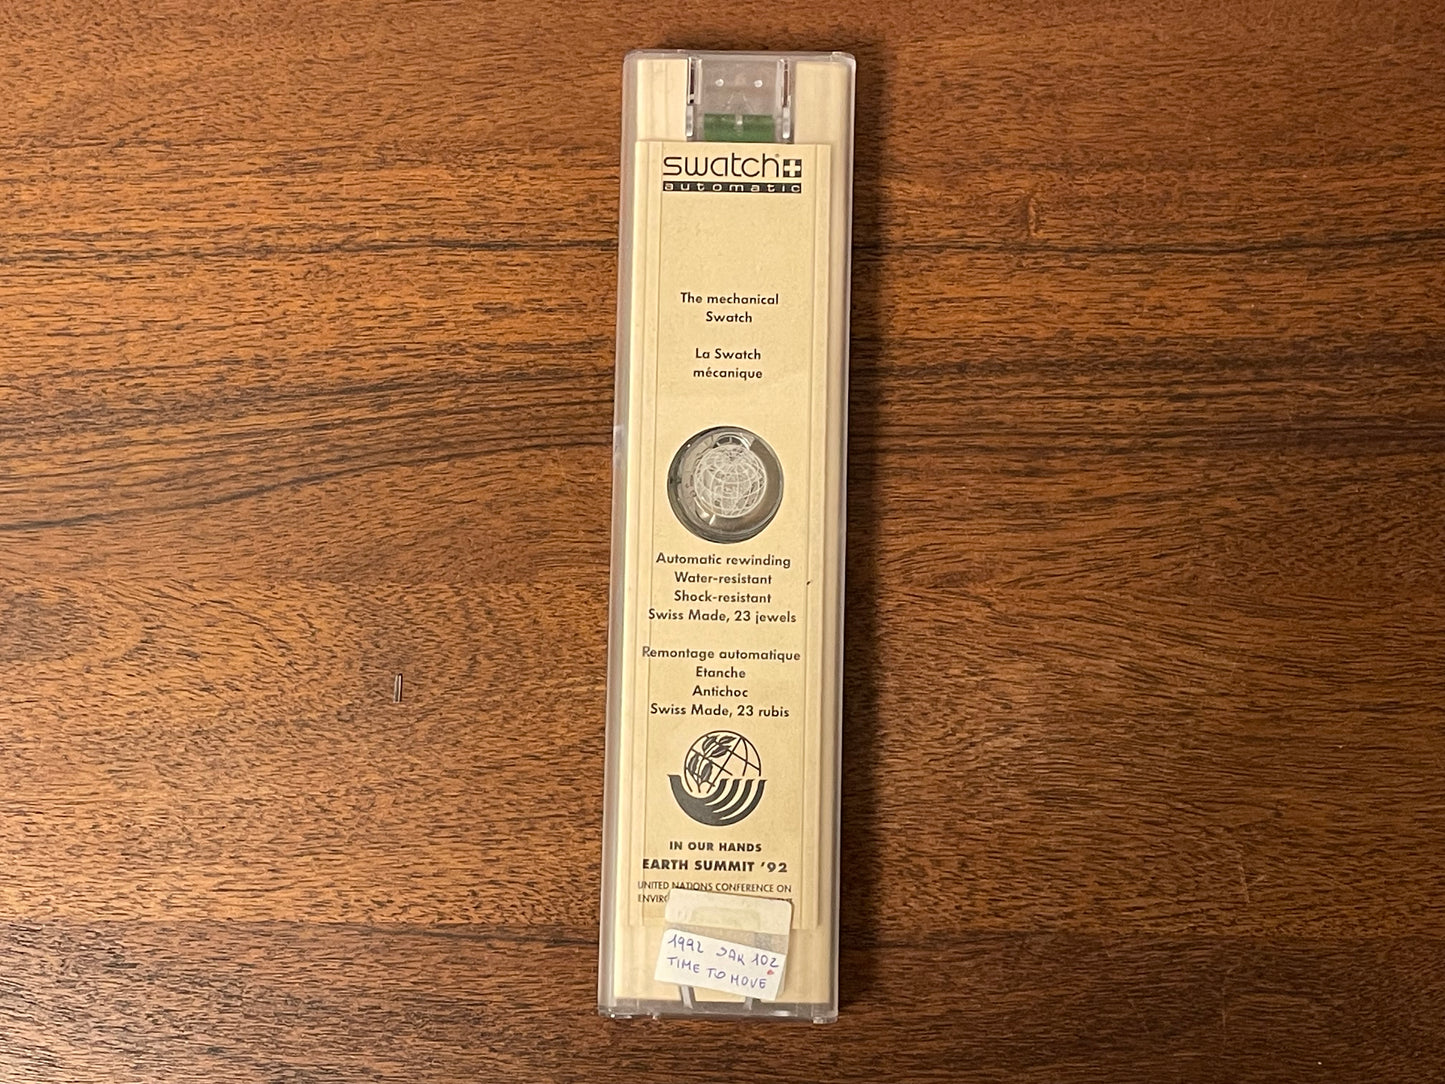 swatch
automatic
The mechanical
Swatch
La Swatch
mécanique
Automatic rewinding
Water-resistant
Shock-resistant
Swiss Made, 23 jewels
Remontage automatique
Etanche
Antichoc
Swiss Made, 23 rubis
IN OUR HANDS
EARTH SUMMIT '92
UNITED NATIONS CONFERENCE ON
1992 SAK 102
TIME TO MOVE